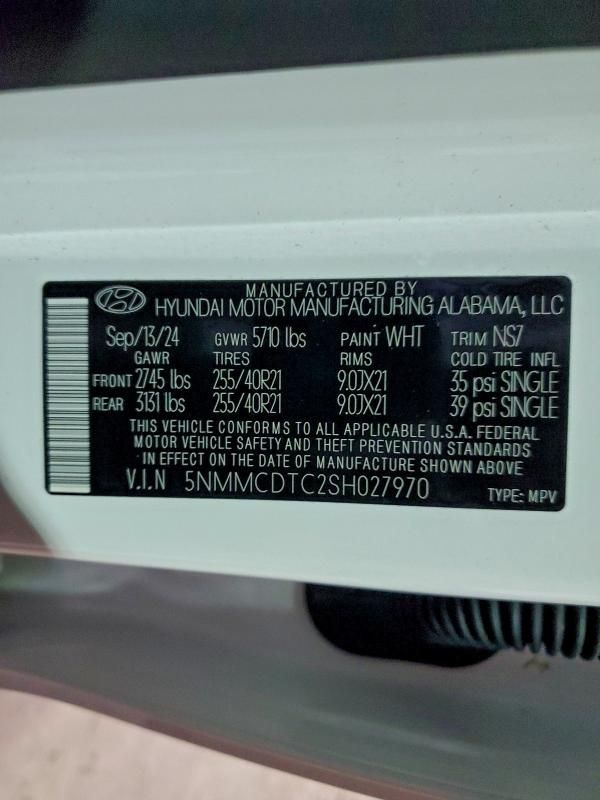 MANUFACTURED BY
HYUNDAI MOTOR MANUFACTURING ALABAMA, LLC
Sep/13/24 GVWR 5710 lbs PAINT WHT TRIM NS7
GAWR TIRES RIMS COLD TIRE INFL
FRONT 2745 lbs 255/40R21 9.0JX21 35 psi SINGLE
REAR 3131 lbs 255/40R21 9.0JX21 39 psi SINGLE
THIS VEHICLE CONFORMS TO ALL APPLICABLE U.S.A. FEDERAL
MOTOR VEHICLE SAFETY AND THEFT PREVENTION STANDARDS
IN EFFECT ON THE DATE OF MANUFACTURE SHOWN ABOVE
V.I.N 5NMMCDTC2SH027970 TYPE: MPV